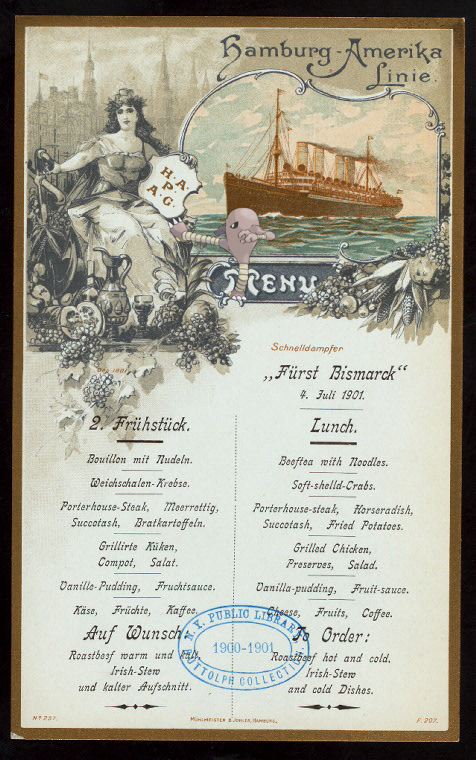 Hamburg-Amerika
Linie.
H.A.
P.
A.G.
MENU
Schnelldampfer
„Fürst Bismarck“
4. Juli 1901.
2. Frühstück.
Bouillon mit Nudeln.
Weichschalen-Krebse.
Porterhouse-Steak, Meerrettig,
Succotash, Bratkartoffeln.
Grillirte Küken,
Compot, Salat.
Vanille-Pudding, Fruchtsauce.
Käse, Früchte, Kaffee.
Auf Wunsch:
Roastbeef warm und kalt,
Irish-Stew
und kalter Aufschnitt.
Lunch.
Beeftea with Noodles.
Soft-shelld-Crabs.
Porterhouse-steak, Horseradish,
Succotash, Fried Potatoes.
Grilled Chicken,
Preserves, Salad.
Vanilla-pudding, Fruit-sauce.
Cheese, Fruits, Coffee.
To Order:
Roastbeef hot and cold,
Irish-Stew
and cold Dishes.
N.Y. PUBLIC LIBRARY
1900-1901
BUTTOLPH COLLECTION.
No 257.
MÜHLMEISTER & JOHLER, HAMBURG.
F. 207.